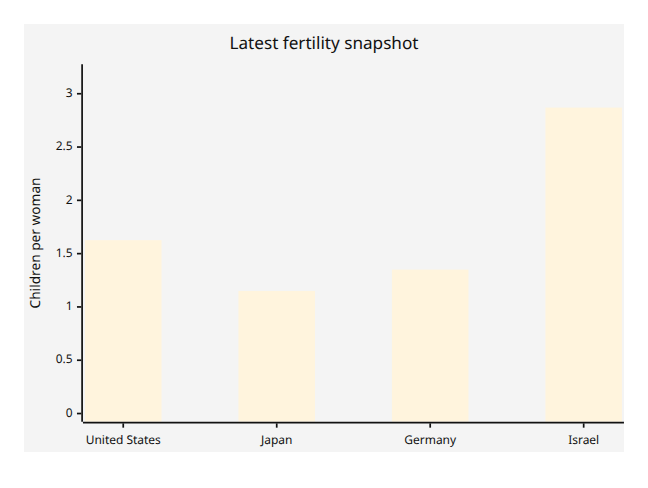 Latest fertility snapshot
Children per woman
3
2.5
2
1.5
1
0.5
0
United States
Japan
Germany
Israel